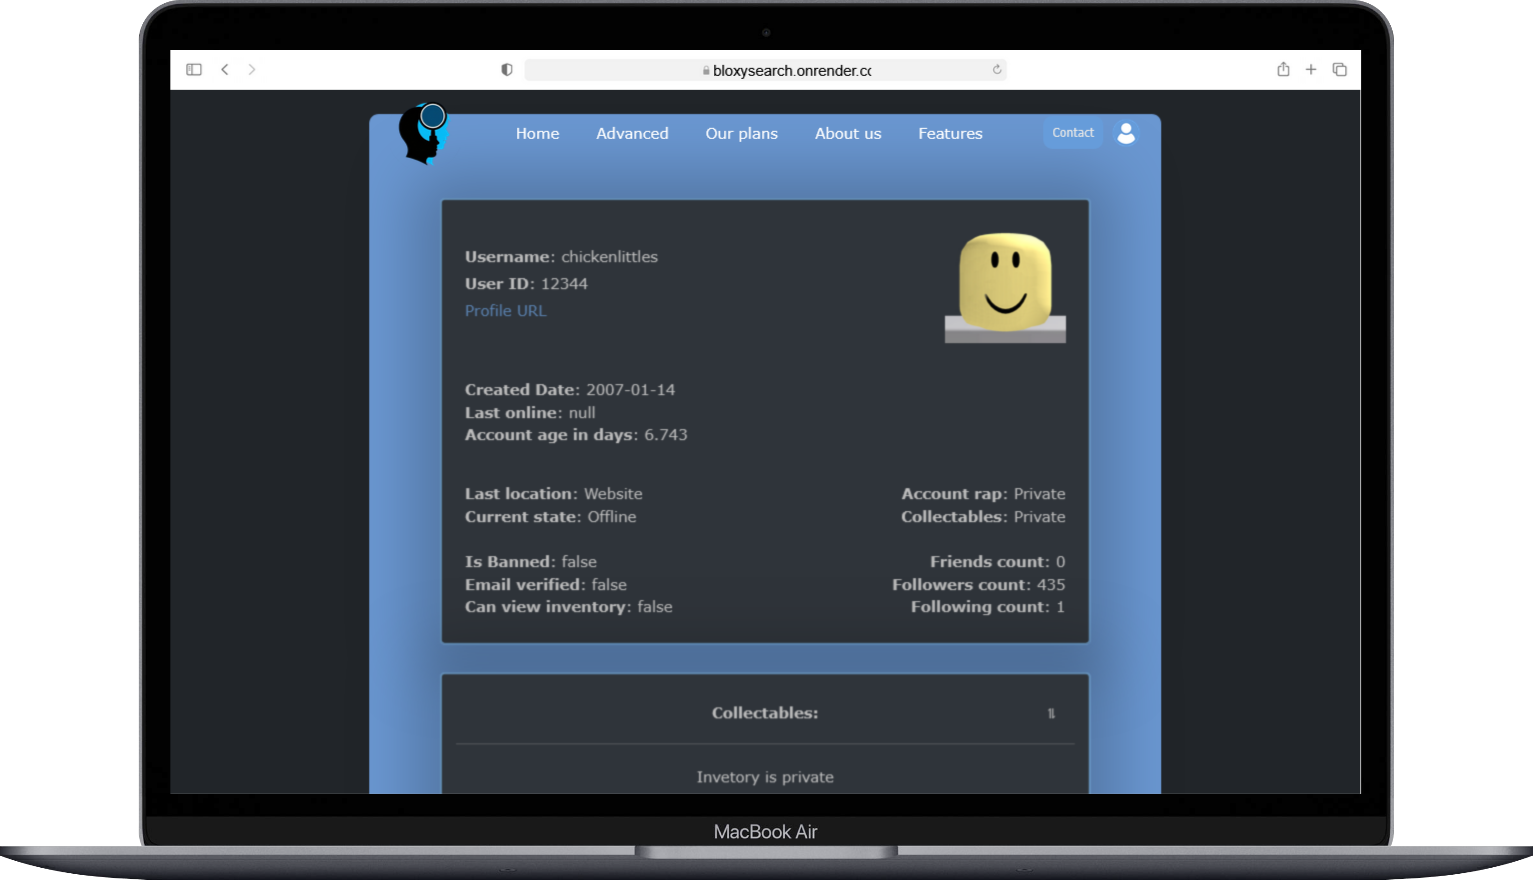 bloxysearch.onrender.cc
Home Advanced Our plans About us Features Contact
Username: chickenlittles
User ID: 12344
Profile URL
Created Date: 2007-01-14
Last online: null
Account age in days: 6.743
Last location: Website Account rap: Private
Current state: Offline Collectables: Private
Is Banned: false Friends count: 0
Email verified: false Followers count: 435
Can view inventory: false Following count: 1
Collectables:
Invetory is private
MacBook Air